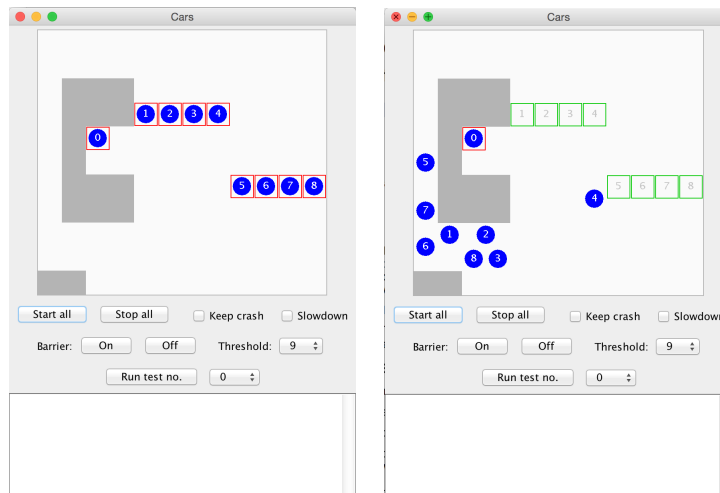 Cars
1 2 3 4
0
5 6 7 8
Start all Stop all Keep crash Slowdown
Barrier: On Off Threshold: 9
Run test no. 0
Cars
1 2 3 4
0
5
5 6 7 8
4
7
1 2
6
8 3
Start all Stop all Keep crash Slowdown
Barrier: On Off Threshold: 9
Run test no. 0